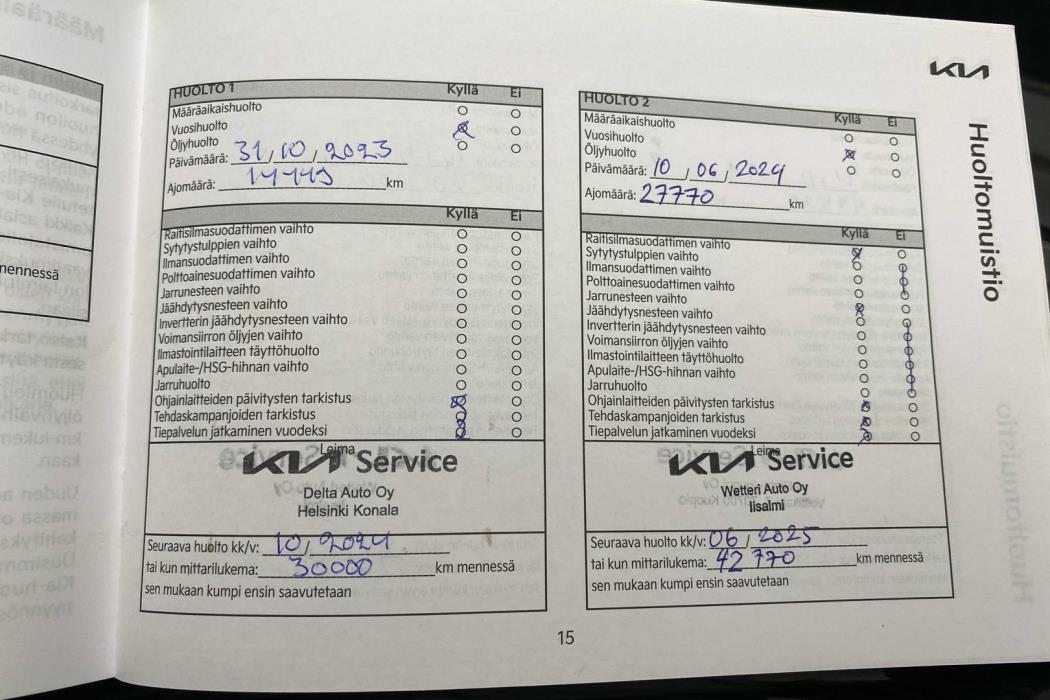 KIA
Huoltomuistio
HUOLTO 1 Kyllä Ei
Määräaikaishuolto
Vuosihuolto
Öljyhuolto
Päivämäärä: 31, 10, 2023
Ajomäärä: km
Kyllä Ei
Raitisilmasuodattimen vaihto
Sytytystulppien vaihto
Ilmansuodattimen vaihto
Polttoainesuodattimen vaihto
Jarrunesteen vaihto
Jäähdytysnesteen vaihto
Invertterin jäähdytysnesteen vaihto
Voimansiirron öljyjen vaihto
Ilmastointilaitteen täyttöhuolto
Apulaite-/HSG-hihnan vaihto
Jarruhuolto
Ohjainlaitteiden päivitysten tarkistus
Tehdaskampanjoiden tarkistus
Tiepalvelun jatkaminen vuodeksi
Leima
KIA Service
Delta Auto Oy
Helsinki Konala
Seuraava huolto kk/v: 10, 2024
tai kun mittarilukema: 30000 km mennessä
sen mukaan kumpi ensin saavutetaan
HUOLTO 2 Kyllä Ei
Määräaikaishuolto
Vuosihuolto
Öljyhuolto
Päivämäärä: 10, 06, 2024
Ajomäärä: 27770 km
Kyllä Ei
Raitisilmasuodattimen vaihto
Sytytystulppien vaihto
Ilmansuodattimen vaihto
Polttoainesuodattimen vaihto
Jarrunesteen vaihto
Jäähdytysnesteen vaihto
Invertterin jäähdytysnesteen vaihto
Voimansiirron öljyjen vaihto
Ilmastointilaitteen täyttöhuolto
Apulaite-/HSG-hihnan vaihto
Jarruhuolto
Ohjainlaitteiden päivitysten tarkistus
Tehdaskampanjoiden tarkistus
Tiepalvelun jatkaminen vuodeksi
Leima
KIA Service
Wetteri Auto Oy
Iisalmi
Seuraava huolto kk/v: 06, 2025
tai kun mittarilukema: 42 770 km mennessä
sen mukaan kumpi ensin saavutetaan
mennessä
15